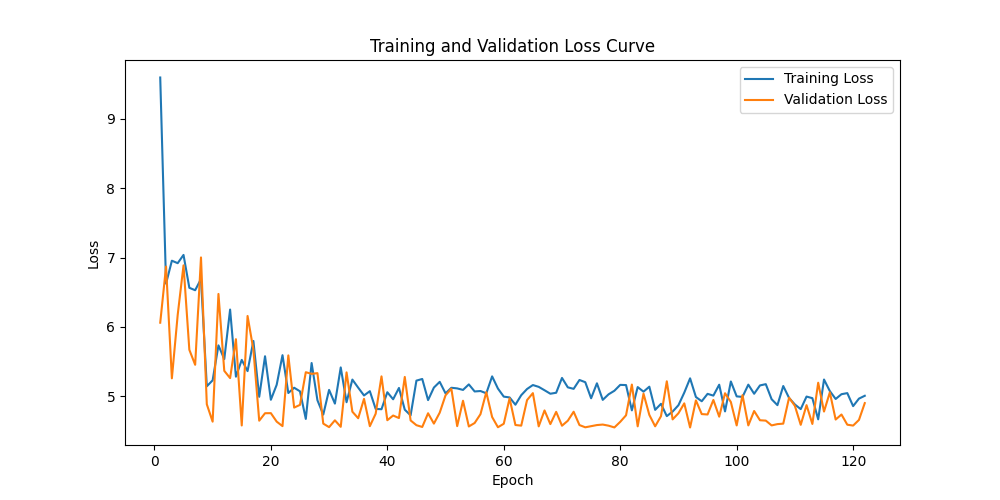 Training and Validation Loss Curve
Training Loss
Validation Loss
9
8
7
6
5
Loss
0 20 40 60 80 100 120
Epoch